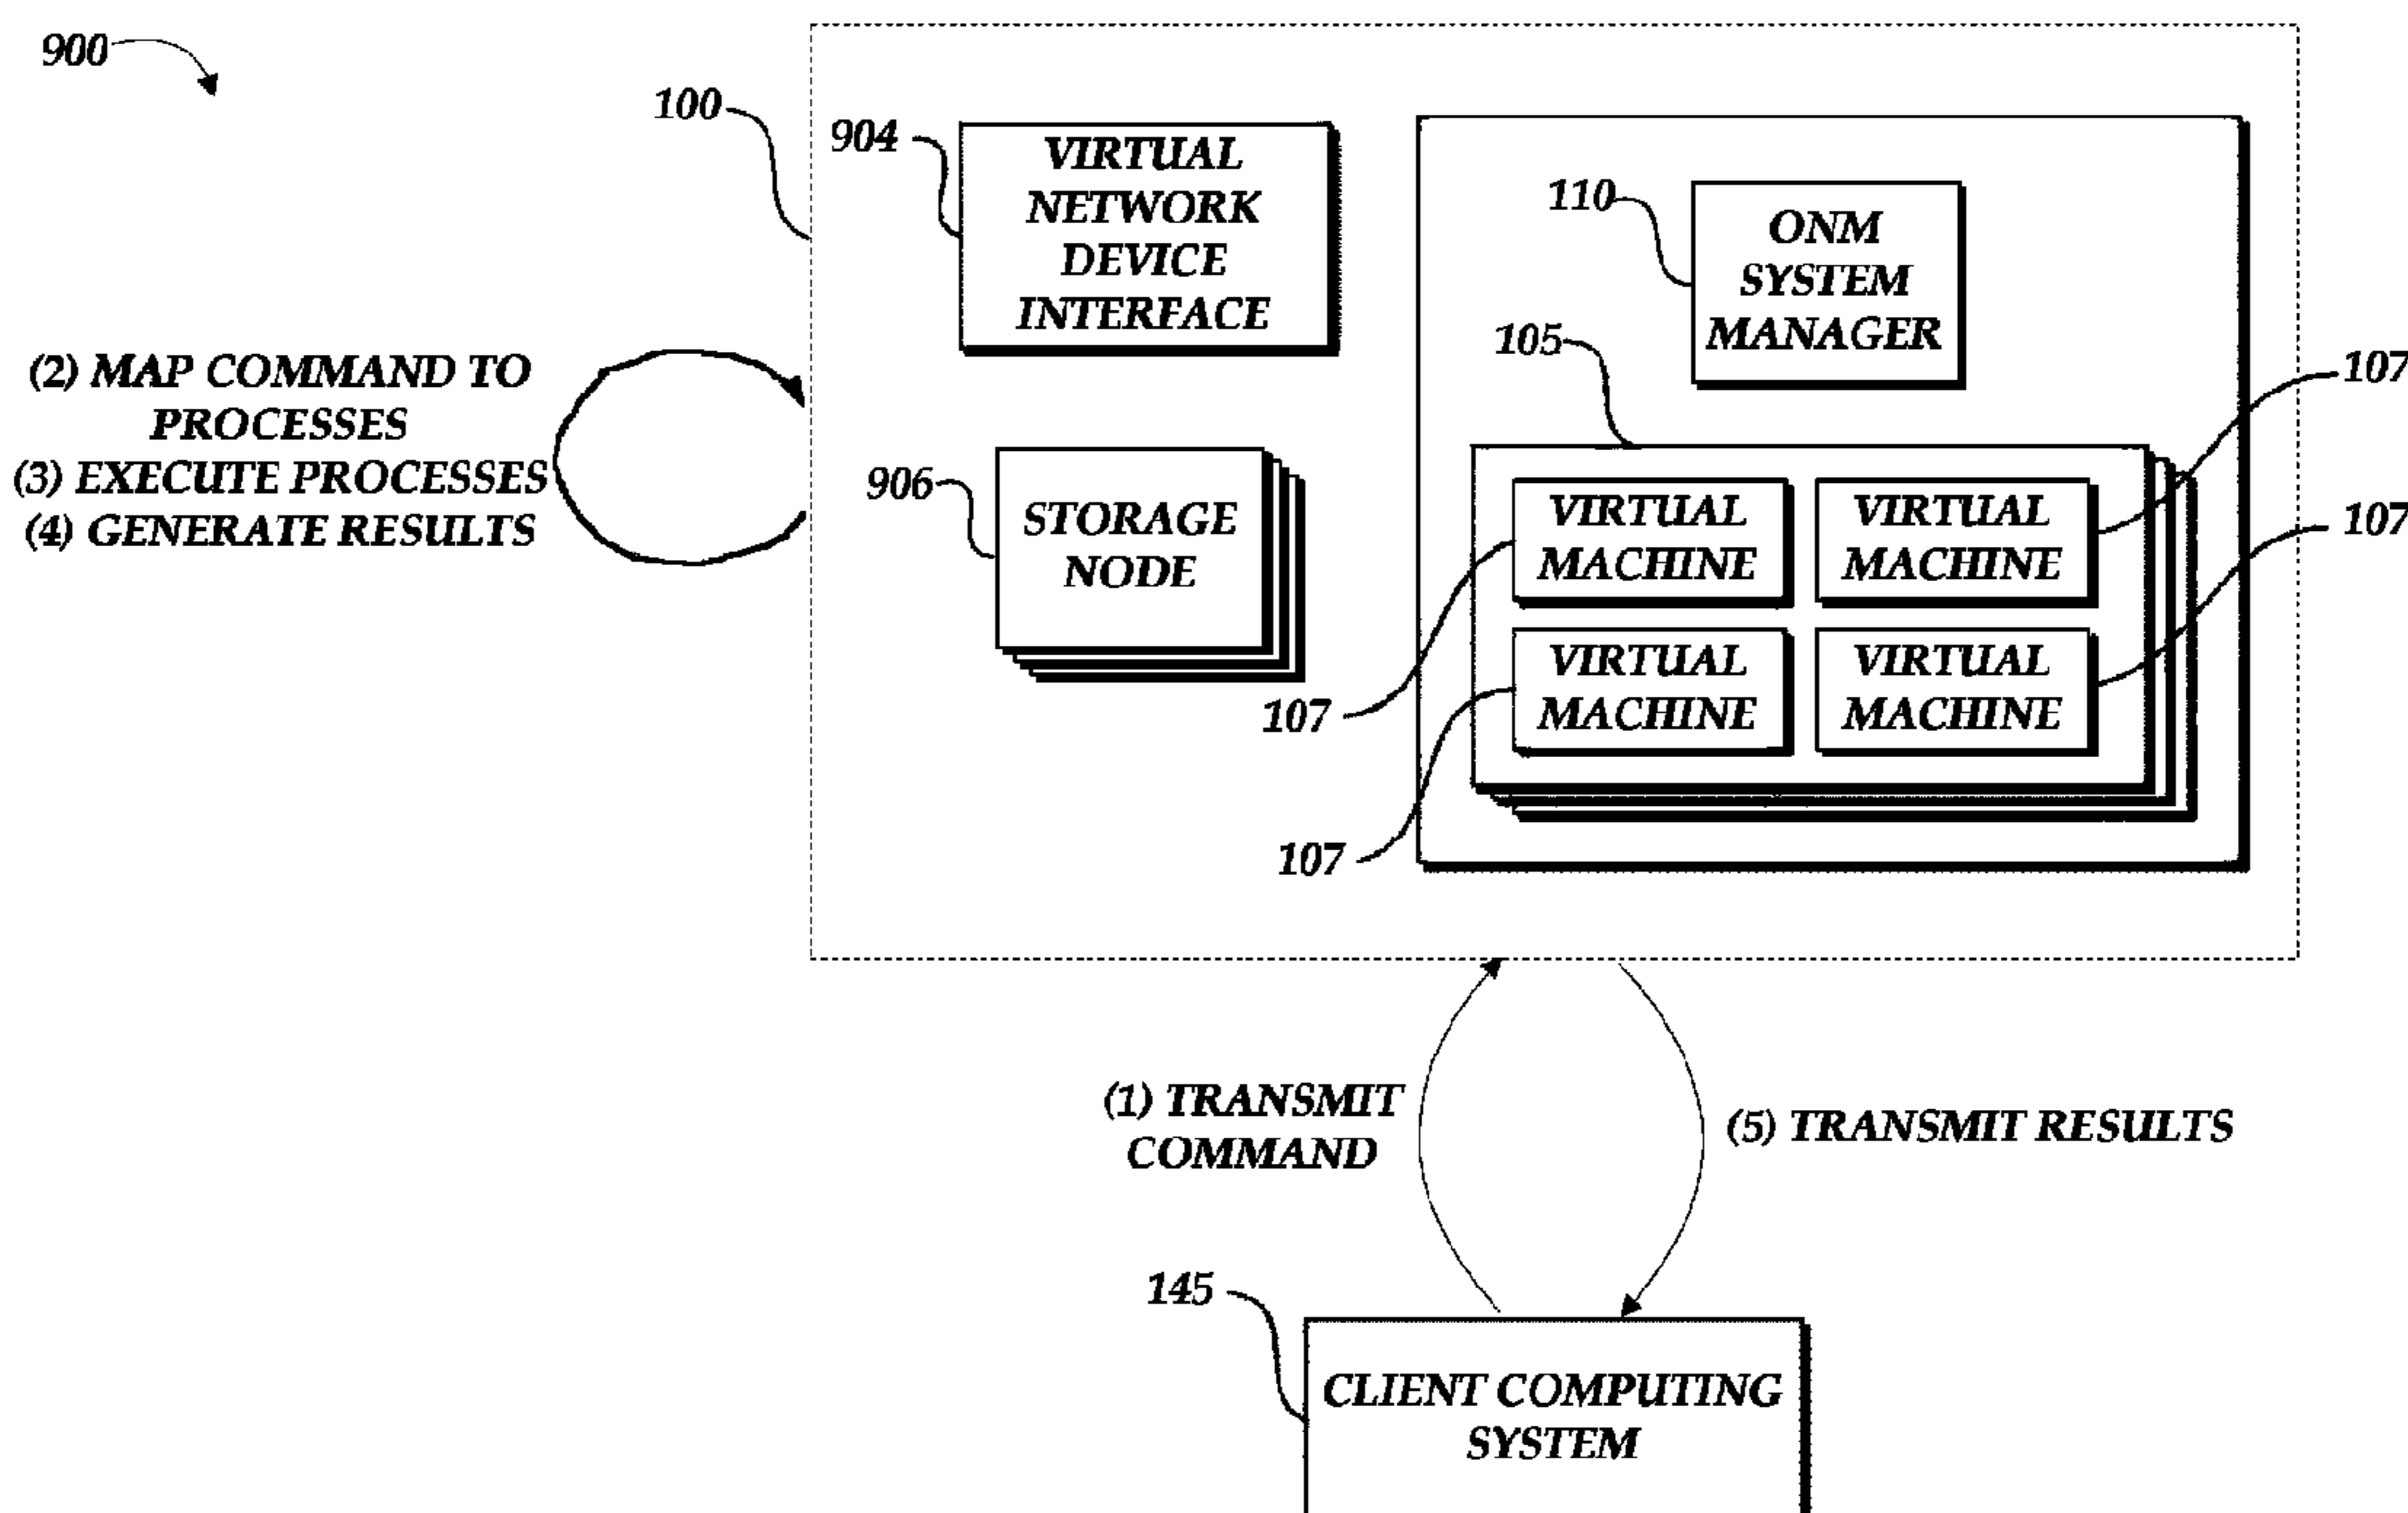 900
100
904
VIRTUAL
NETWORK
DEVICE
INTERFACE
110
ONM
SYSTEM
MANAGER
105
107
107
(2) MAP COMMAND TO
PROCESSES
(3) EXECUTE PROCESSES
(4) GENERATE RESULTS
906
STORAGE
NODE
VIRTUAL
MACHINE
VIRTUAL
MACHINE
VIRTUAL
MACHINE
VIRTUAL
MACHINE
107
107
(1) TRANSMIT
COMMAND
(5) TRANSMIT RESULTS
145
CLIENT COMPUTING
SYSTEM